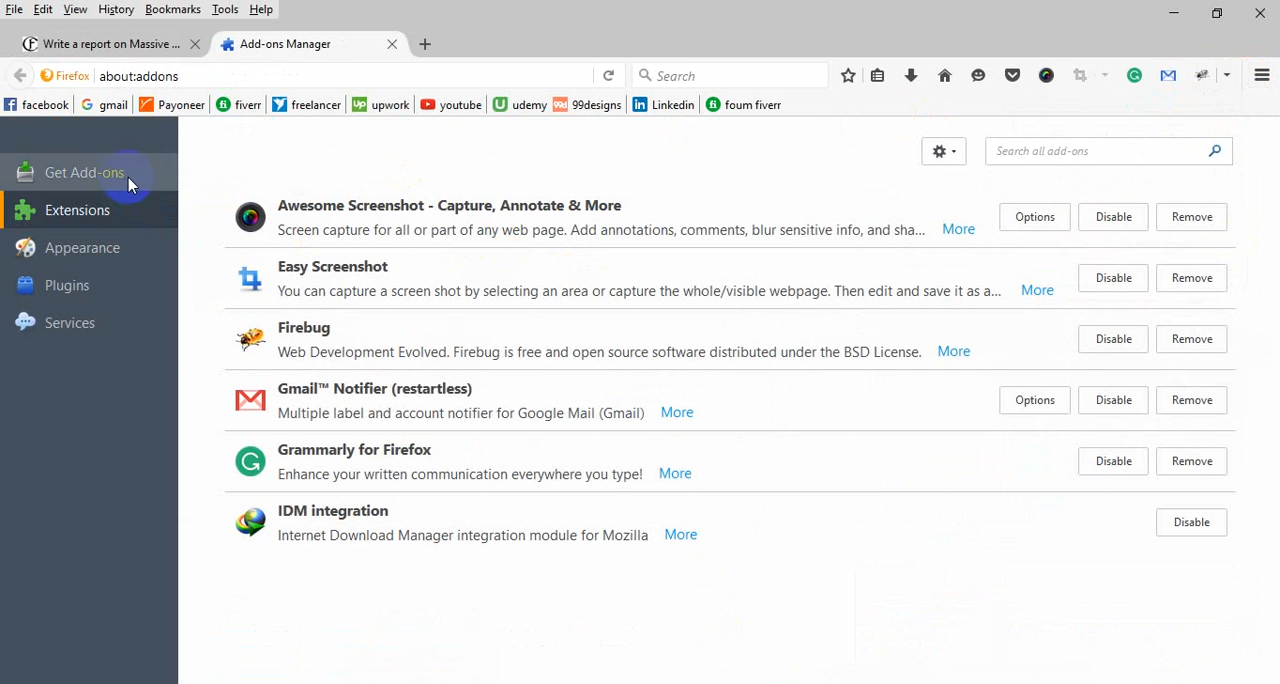 File Edit View History Bookmarks Tools Help
Write a report on Massive ... Add-ons Manager
Firefox about:addons Search
facebook gmail Payoneer fiverr freelancer upwork youtube udemy 99designs Linkedin foum fiverr
Search all add-ons
Get Add-ons
Extensions
Appearance
Plugins
Services
Awesome Screenshot - Capture, Annotate & More
Screen capture for all or part of any web page. Add annotations, comments, blur sensitive info, and sha... More
Options Disable Remove
Easy Screenshot
You can capture a screen shot by selecting an area or capture the whole/visible webpage. Then edit and save it as a... More
Disable Remove
Firebug
Web Development Evolved. Firebug is free and open source software distributed under the BSD License. More
Disable Remove
Gmail™ Notifier (restartless)
Multiple label and account notifier for Google Mail (Gmail) More
Options Disable Remove
Grammarly for Firefox
Enhance your written communication everywhere you type! More
Disable Remove
IDM integration
Internet Download Manager integration module for Mozilla More
Disable